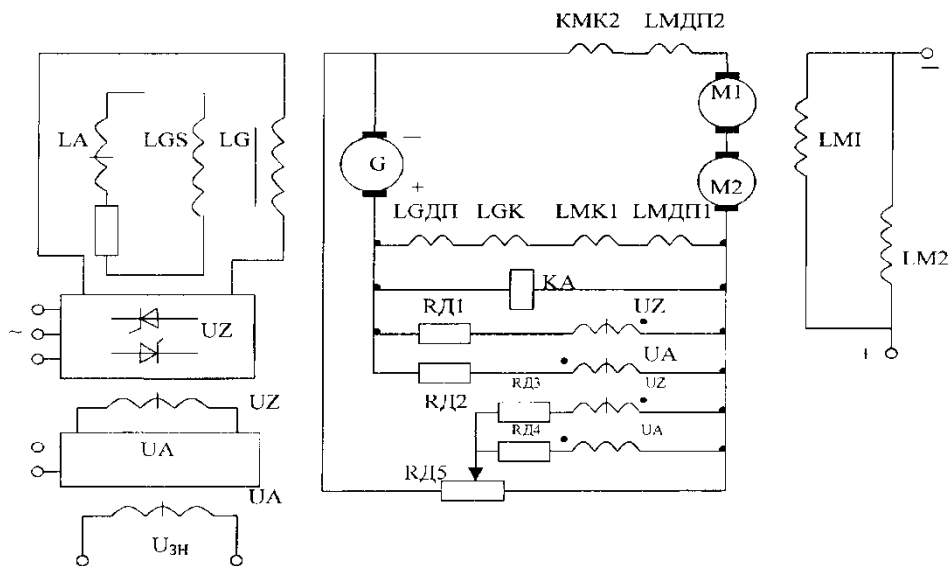 KMK2 LMДП2
M1
LA LGS LG
LM1
G
–
+
M2
LGДП LGK LMK1 LMДП1
LM2
KA
RД1 UZ
~
UZ
UA
RД2 RД3 UZ
UZ
RД4 UA
UA
RД5
UA
Uзн
–
+